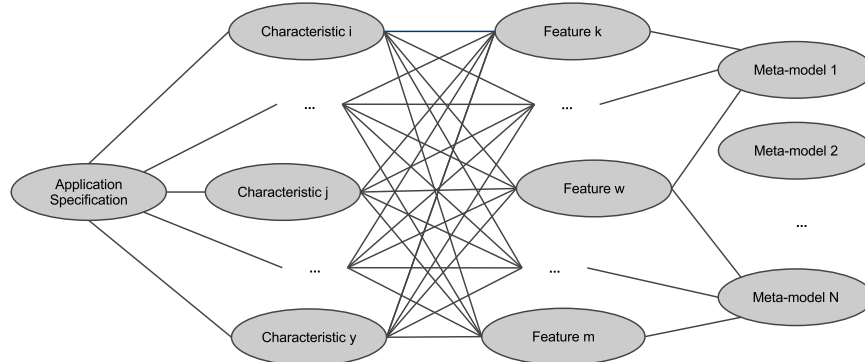 Characteristic i
Feature k
Meta-model 1
...
...
Meta-model 2
Application
Specification
Characteristic j
Feature w
...
...
...
Meta-model N
Characteristic y
Feature m